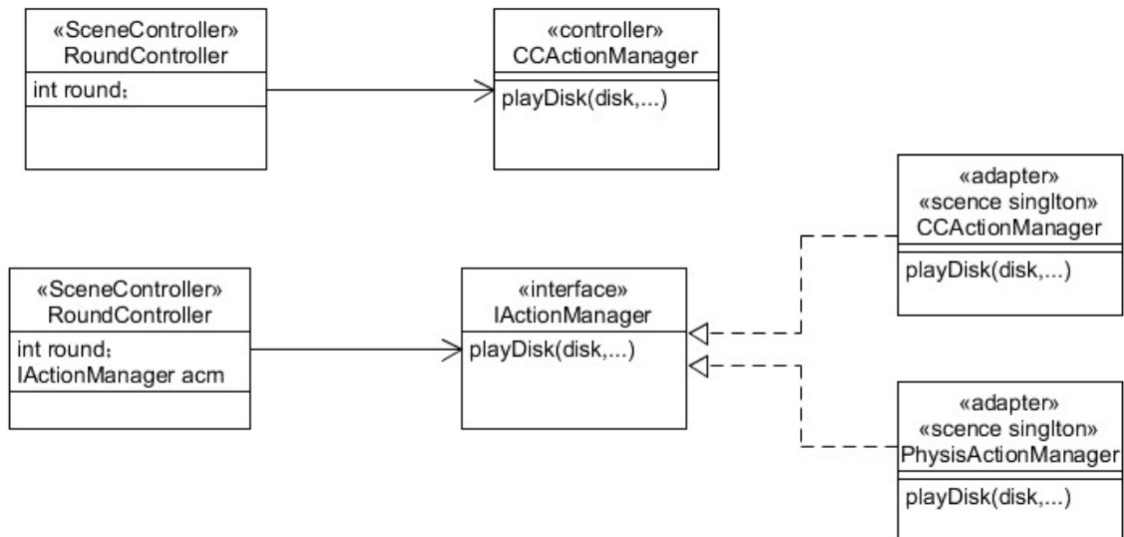 «SceneController»
RoundController
int round;
«controller»
CCActionManager
playDisk(disk,...)
«SceneController»
RoundController
int round;
IActionManager acm
«interface»
IActionManager
playDisk(disk,...)
«adapter»
«scence singlton»
CCActionManager
playDisk(disk,...)
«adapter»
«scence singlton»
PhysisActionManager
playDisk(disk,...)